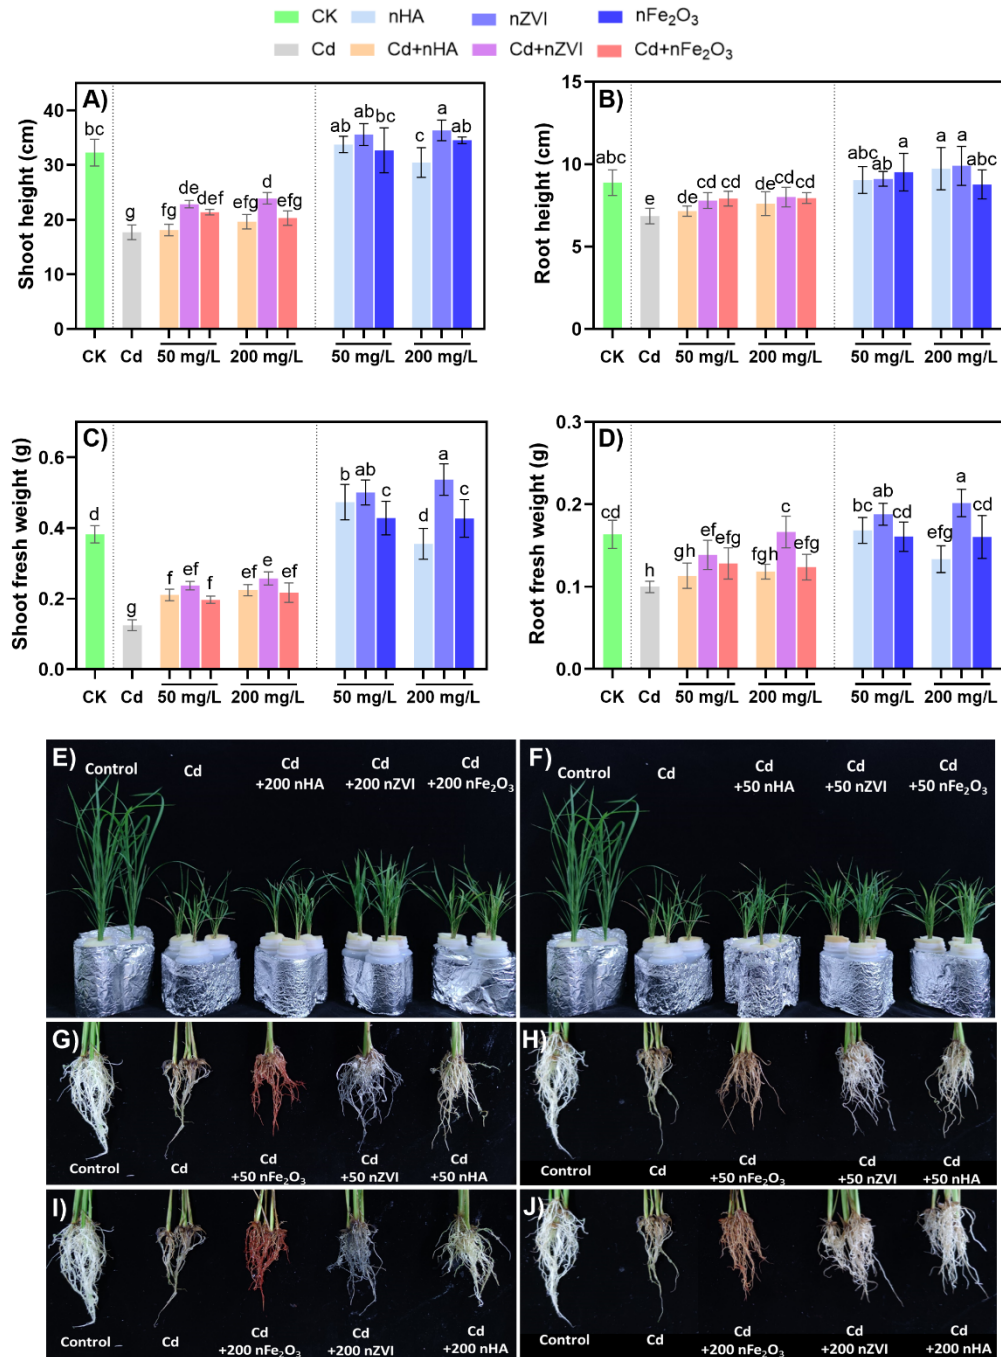 CK nHA nZVI nFe₂O₃
Cd Cd+nHA Cd+nZVI Cd+nFe₂O₃
A)
Shoot height (cm)
40
30
20
10
0
bc
g
fg de def
efg d efg
ab ab bc
c a ab
CK Cd 50 mg/L 200 mg/L 50 mg/L 200 mg/L
B)
Root height (cm)
15
10
5
0
abc
e
de cd cd
de cd cd
abc ab a
a a abc
CK Cd 50 mg/L 200 mg/L 50 mg/L 200 mg/L
C)
Shoot fresh weight (g)
0.6
0.4
0.2
0.0
d
g
f ef f
ef e ef
b ab c
d a c
CK Cd 50 mg/L 200 mg/L 50 mg/L 200 mg/L
D)
Root fresh weight (g)
0.3
0.2
0.1
0.0
cd
h
gh ef efg
fgh c efg
bc ab cd
efg a cd
CK Cd 50 mg/L 200 mg/L 50 mg/L 200 mg/L
E)
Control Cd Cd Cd Cd
+200 nHA +200 nZVI +200 nFe₂O₃
F)
Control Cd Cd Cd Cd
+50 nHA +50 nZVI +50 nFe₂O₃
G)
Control Cd Cd Cd Cd
+50 nFe₂O₃ +50 nZVI +50 nHA
H)
Control Cd Cd Cd Cd
+50 nFe₂O₃ +50 nZVI +50 nHA
I)
Control Cd Cd Cd Cd
+200 nFe₂O₃ +200 nZVI +200 nHA
J)
Control Cd Cd Cd Cd
+200 nFe₂O₃ +200 nZVI +200 nHA